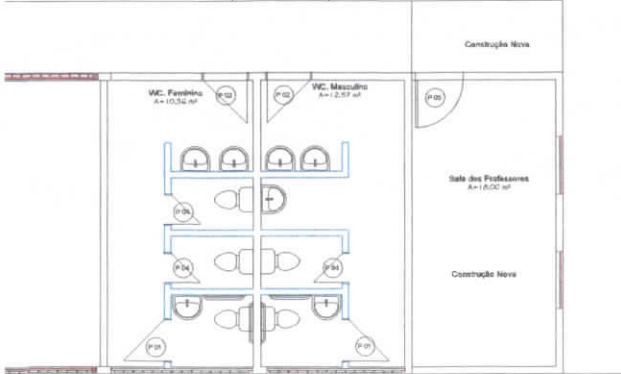 Construção Nova
WC. Feminino
A=10,56 m²
P 02
P 02
WC. Masculino
A=12,57 m²
P 05
Sala dos Professores
A=18,00 m²
P 04
P 04
P 04
Construção Nova
P 01
P 01